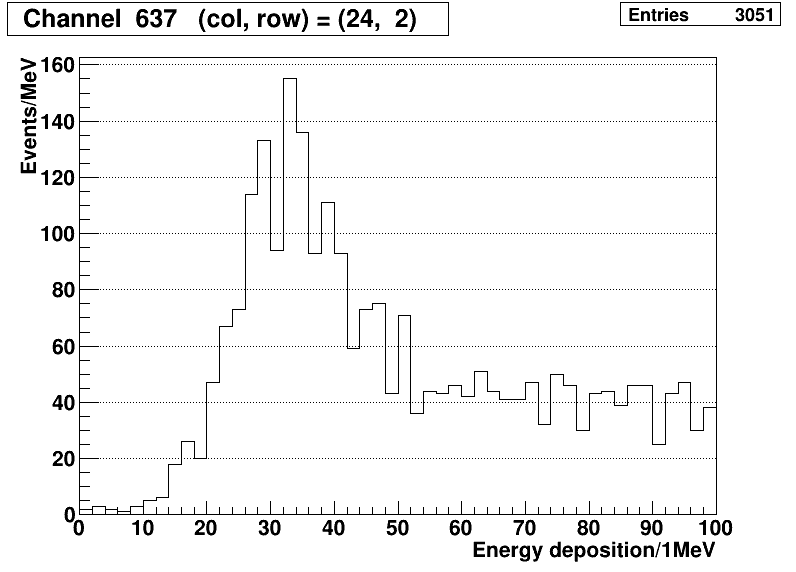 Channel 637 (col, row) = (24, 2)
Entries 3051
Events/MeV
160
140
120
100
80
60
40
20
0
0 10 20 30 40 50 60 70 80 90 100
Energy deposition/1MeV